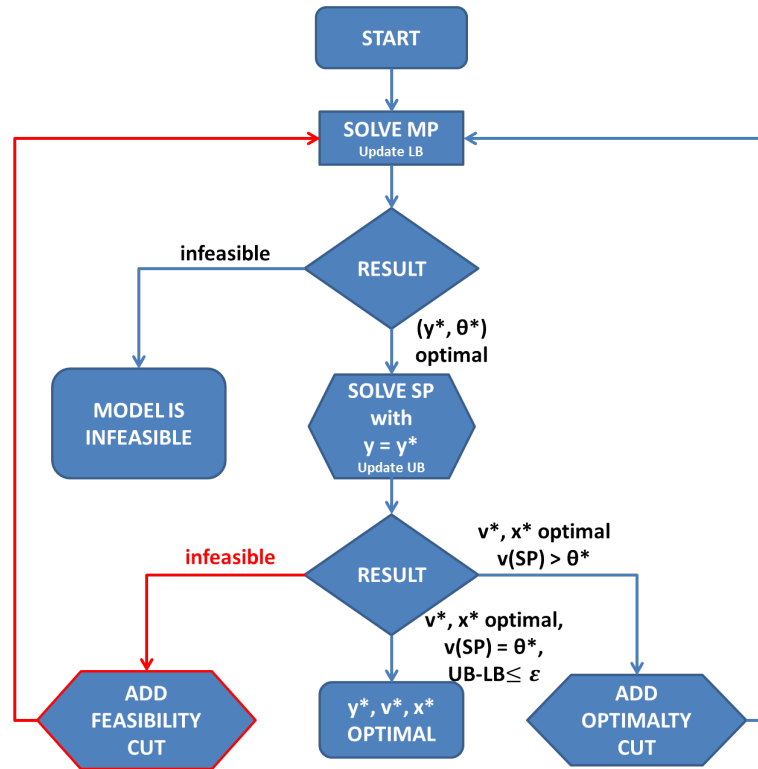 START
SOLVE MP
Update LB
infeasible
RESULT
(y*, θ*)
optimal
MODEL IS
INFEASIBLE
SOLVE SP
with
y = y*
Update UB
v*, x* optimal
v(SP) > θ*
infeasible
RESULT
v*, x* optimal,
v(SP) = θ*,
UB-LB≤ ε
ADD
FEASIBILITY
CUT
y*, v*, x*
OPTIMAL
ADD
OPTIMALTY
CUT